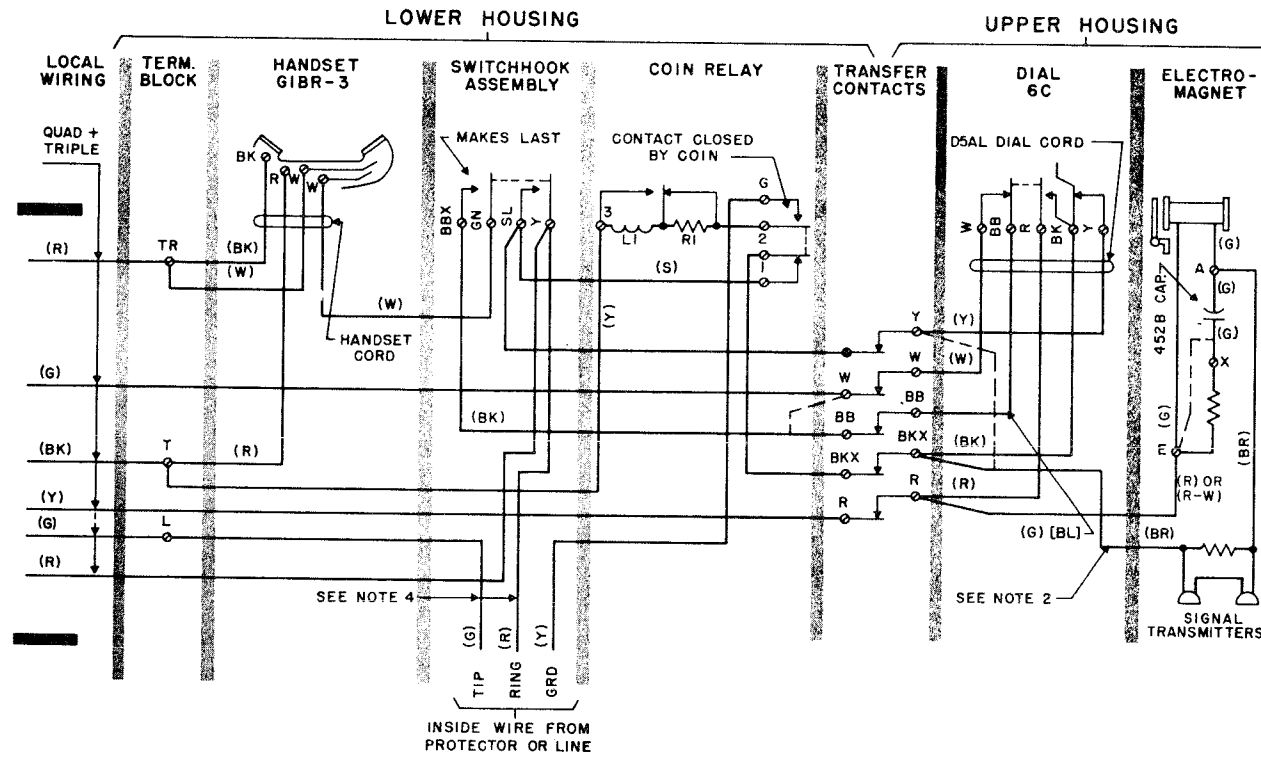 LOWER HOUSING
UPPER HOUSING
LOCAL
WIRING
TERM.
BLOCK
HANDSET
GIBR-3
SWITCHHOOK
ASSEMBLY
COIN RELAY
TRANSFER
CONTACTS
DIAL
6C
ELECTRO-
MAGNET
QUAD +
TRIPLE
BK
R
W
W
MAKES LAST
CONTACT CLOSED
BY COIN
D5AL DIAL CORD
BBX
GN
SL
Y
3
L1
R1
G
2
1
W
BB
R
BK
Y
(G)
A
(G)
452B CAP.
(G)
X
(R)
TR
(BK)
(W)
(W)
HANDSET
CORD
(S)
(Y)
Y
(Y)
W
(W)
(G)
W
BB
(BK)
BB
BKX
(BK)
(G)
m
(BR)
(BK)
T
(R)
BKX
R
(R)
(R) OR
(R-W)
(Y)
R
(G)
L
(G) [BL]
(BR)
(R)
SEE NOTE 4
SEE NOTE 2
SIGNAL
TRANSMITTERS
(G)
(R)
(Y)
TIP
RING
GRD
INSIDE WIRE FROM
PROTECTOR OR LINE